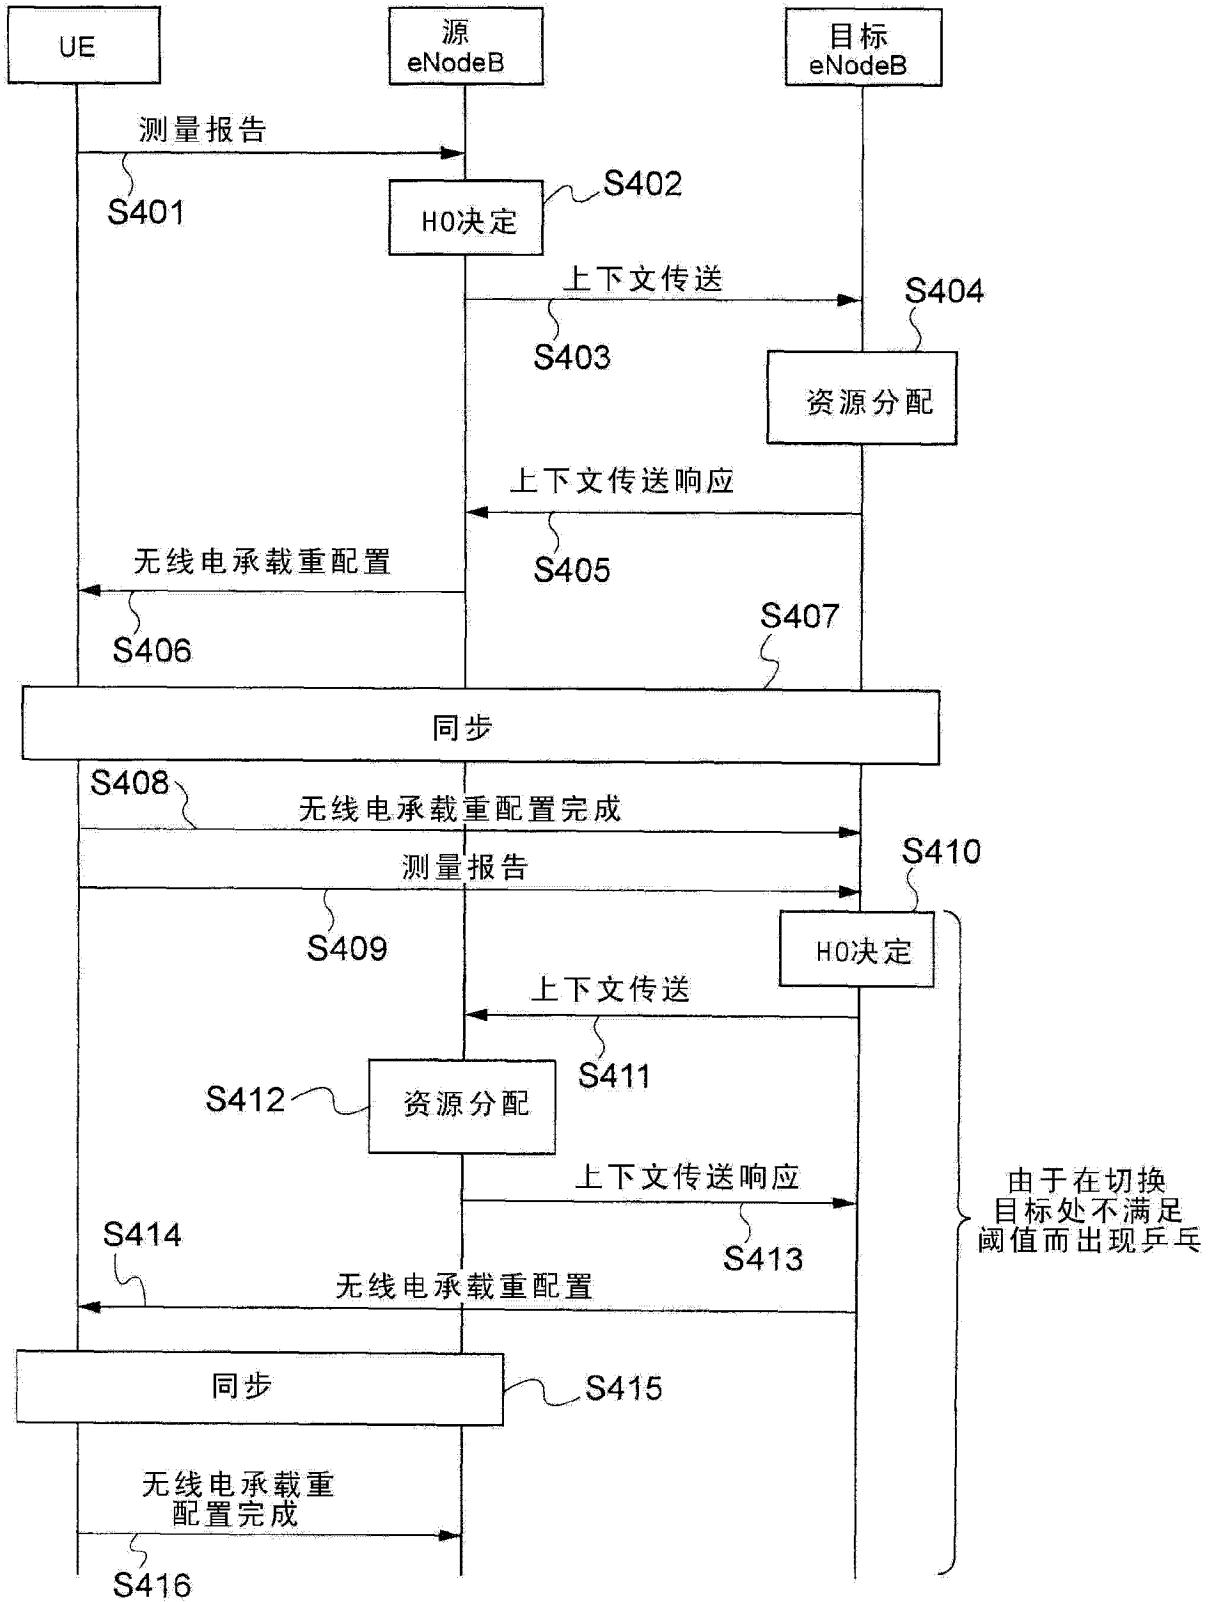 UE
源
eNodeB
目标
eNodeB
测量报告
S401
S402
HO决定
上下文传送
S403
S404
资源分配
上下文传送响应
S405
无线电承载重配置
S406
S407
同步
S408
无线电承载重配置完成
测量报告
S409
S410
HO决定
上下文传送
S411
S412
资源分配
上下文传送响应
S413
S414
无线电承载重配置
由于在切换
目标处不满足
阈值而出现乒乓
同步
S415
无线电承载重
配置完成
S416